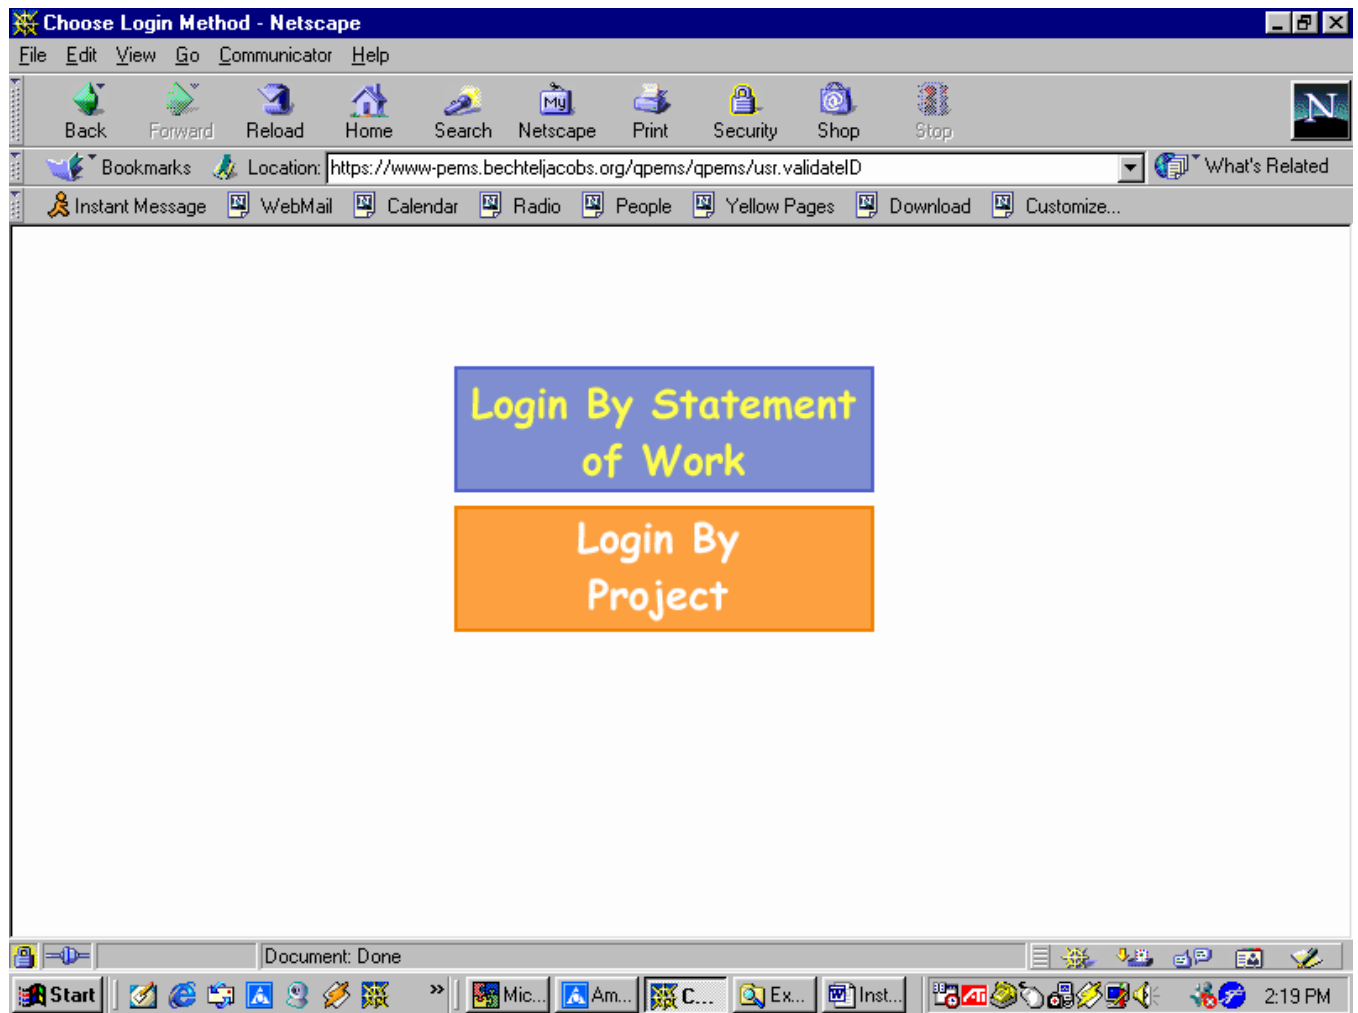 Choose Login Method - Netscape
File Edit View Go Communicator Help
My N
Back Forward Reload Home Search Netscape Print Security Shop Stop
Bookmarks Location: https://www-pems.bechteljacobs.org/qpems/qpems/usr.validateID What's Related
Instant Message WebMail Calendar Radio People Yellow Pages Download Customize...
Login By Statement
of Work
Login By
Project
Document: Done
Start » Mic... Am... C... Ex... Inst... ATI 2:19 PM